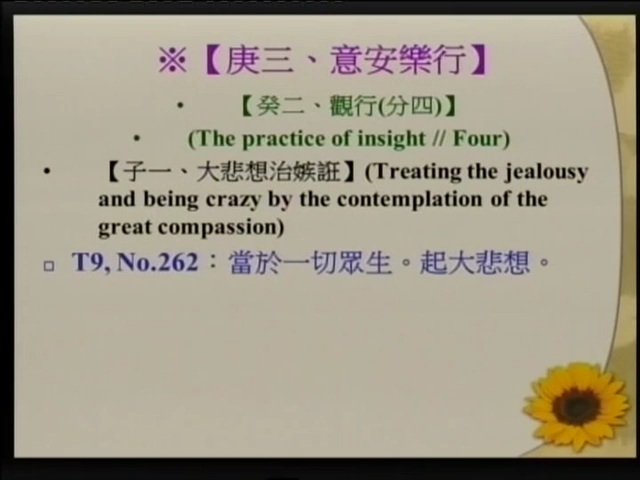 ※【庚三、意安樂行】
• 【癸二、觀行(分四)】
• (The practice of insight // Four)
• 【子一、大悲想治嫉誑】(Treating the jealousy
and being crazy by the contemplation of the
great compassion)
□ T9, No.262：當於一切眾生。起大悲想。